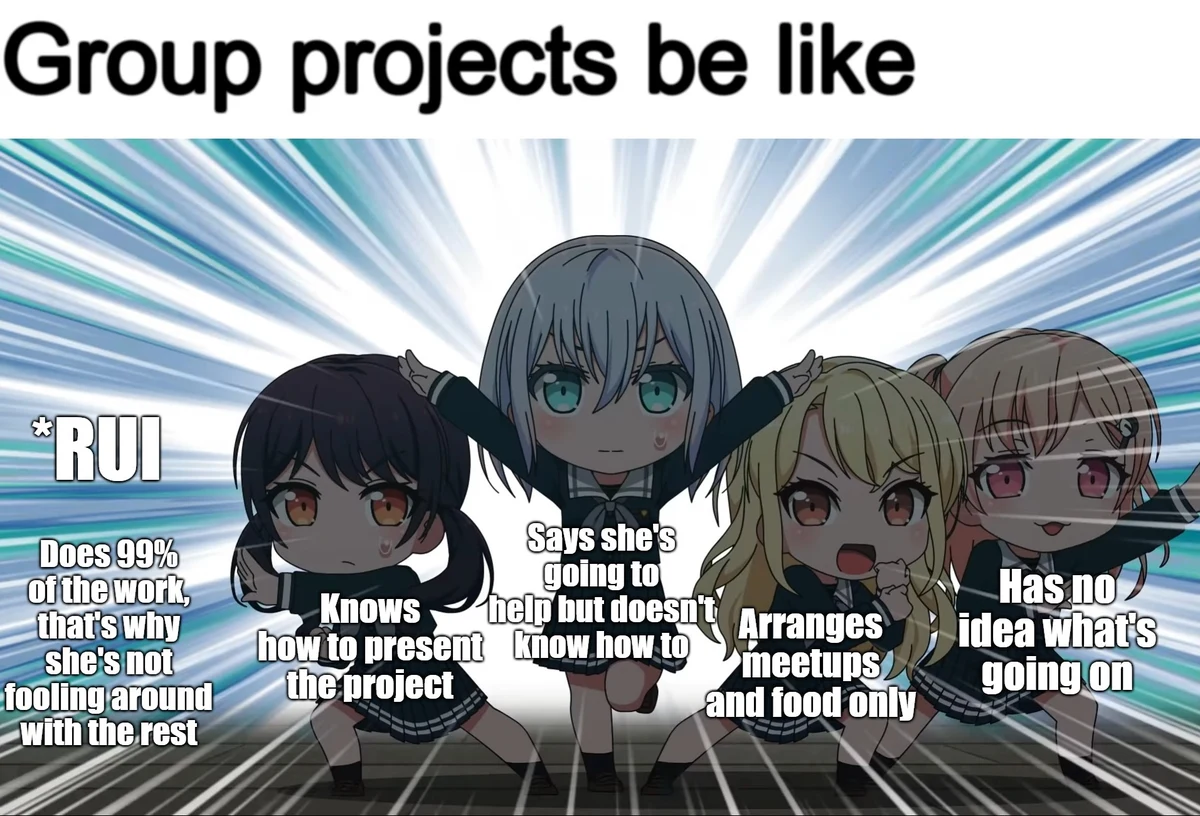 Group projects be like
*RUI
Does 99%
of the work,
that's why
she's not
fooling around
with the rest
Knows
how to present
the project
Says she's
going to
help but doesn't
know how to
Arranges
meetups
and food only
Has no
idea what's
going on